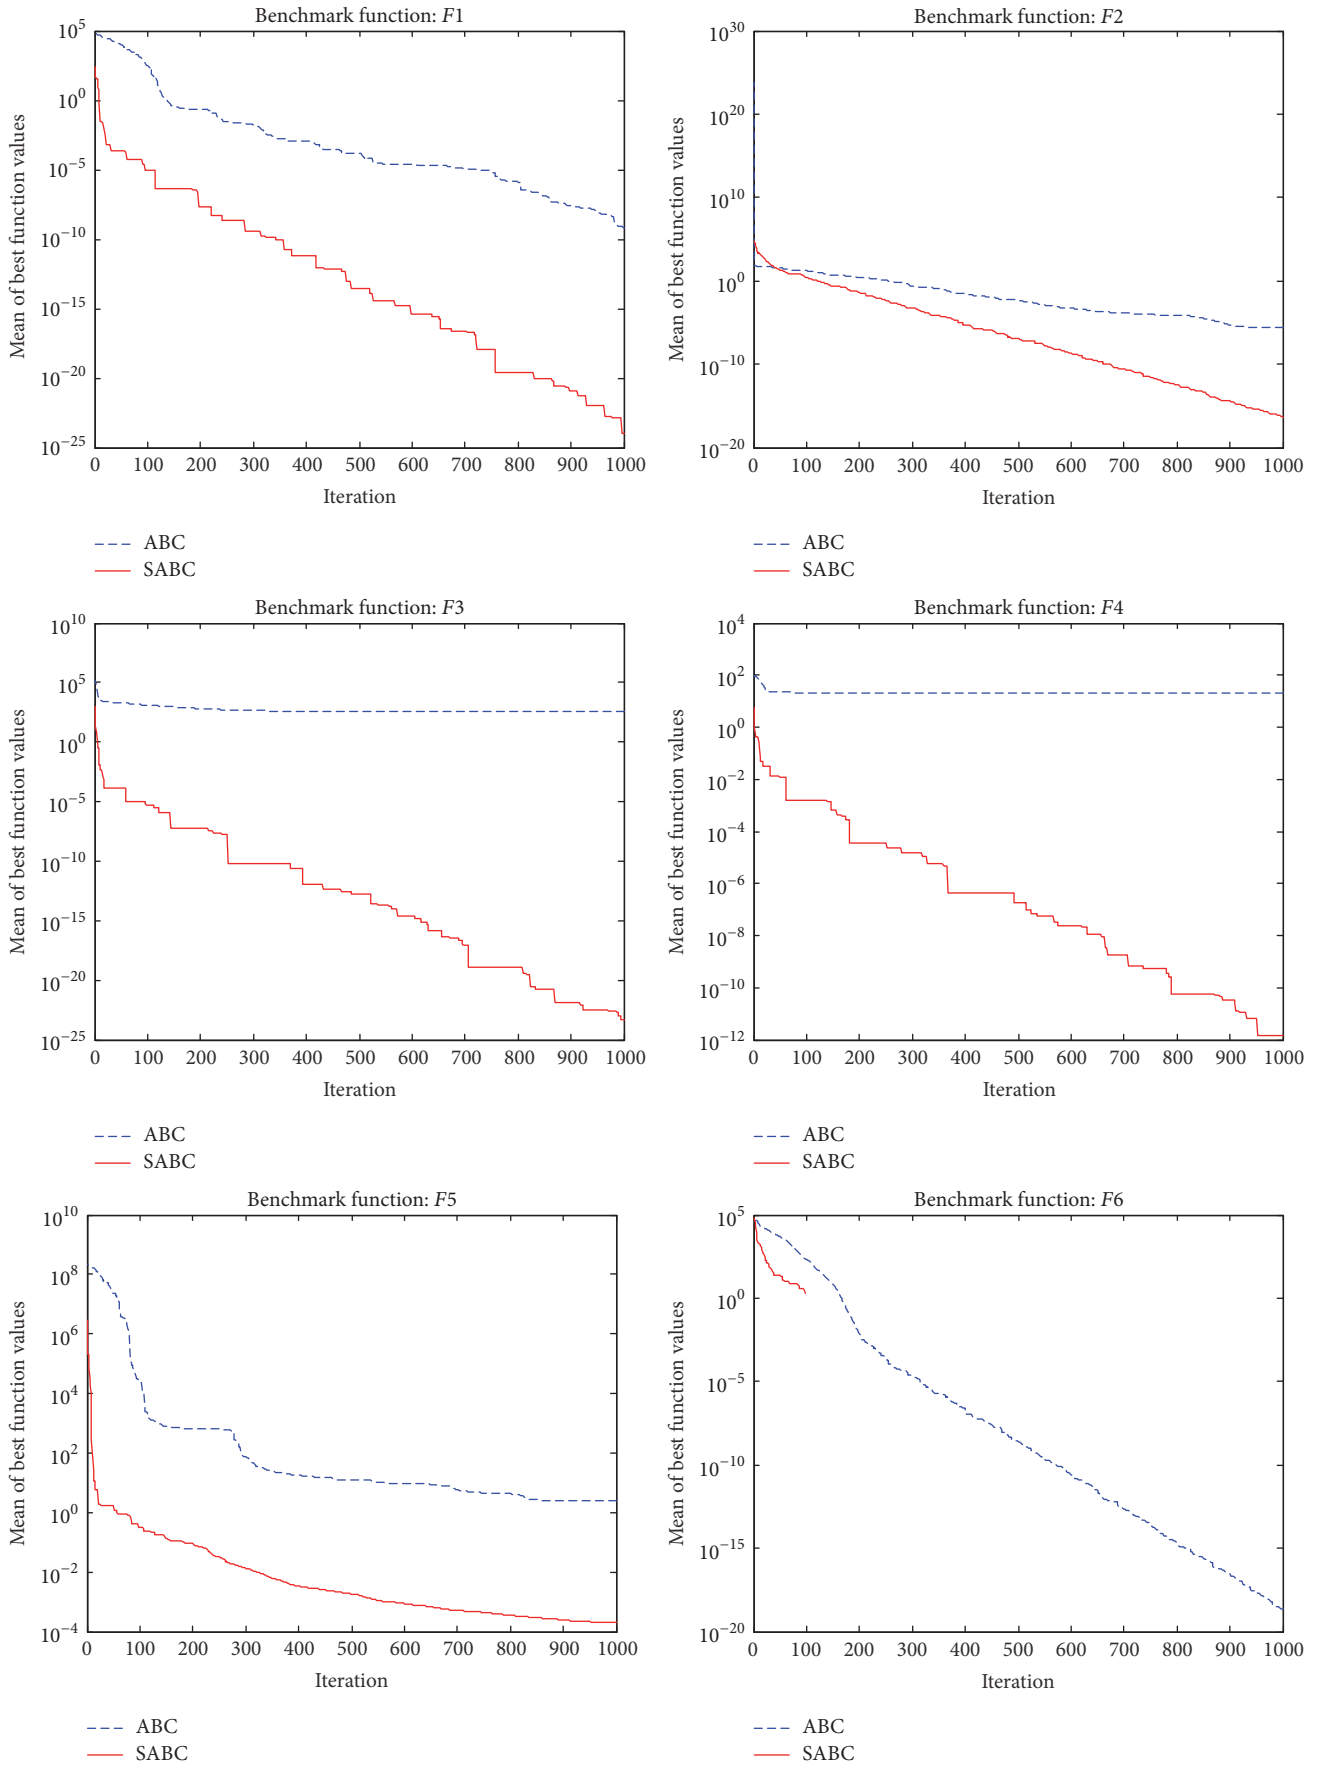 Benchmark function: F1
Mean of best function values
10^5
10^0
10^−5
10^−10
10^−15
10^−20
10^−25
0 100 200 300 400 500 600 700 800 900 1000
Iteration
ABC
SABC
Benchmark function: F2
Mean of best function values
10^30
10^20
10^10
10^0
10^−10
10^−20
0 100 200 300 400 500 600 700 800 900 1000
Iteration
ABC
SABC
Benchmark function: F3
Mean of best function values
10^10
10^5
10^0
10^−5
10^−10
10^−15
10^−20
10^−25
0 100 200 300 400 500 600 700 800 900 1000
Iteration
ABC
SABC
Benchmark function: F4
Mean of best function values
10^4
10^2
10^0
10^−2
10^−4
10^−6
10^−8
10^−10
10^−12
0 100 200 300 400 500 600 700 800 900 1000
Iteration
ABC
SABC
Benchmark function: F5
Mean of best function values
10^10
10^8
10^6
10^4
10^2
10^0
10^−2
10^−4
0 100 200 300 400 500 600 700 800 900 1000
Iteration
ABC
SABC
Benchmark function: F6
Mean of best function values
10^5
10^0
10^−5
10^−10
10^−15
10^−20
0 100 200 300 400 500 600 700 800 900 1000
Iteration
ABC
SABC